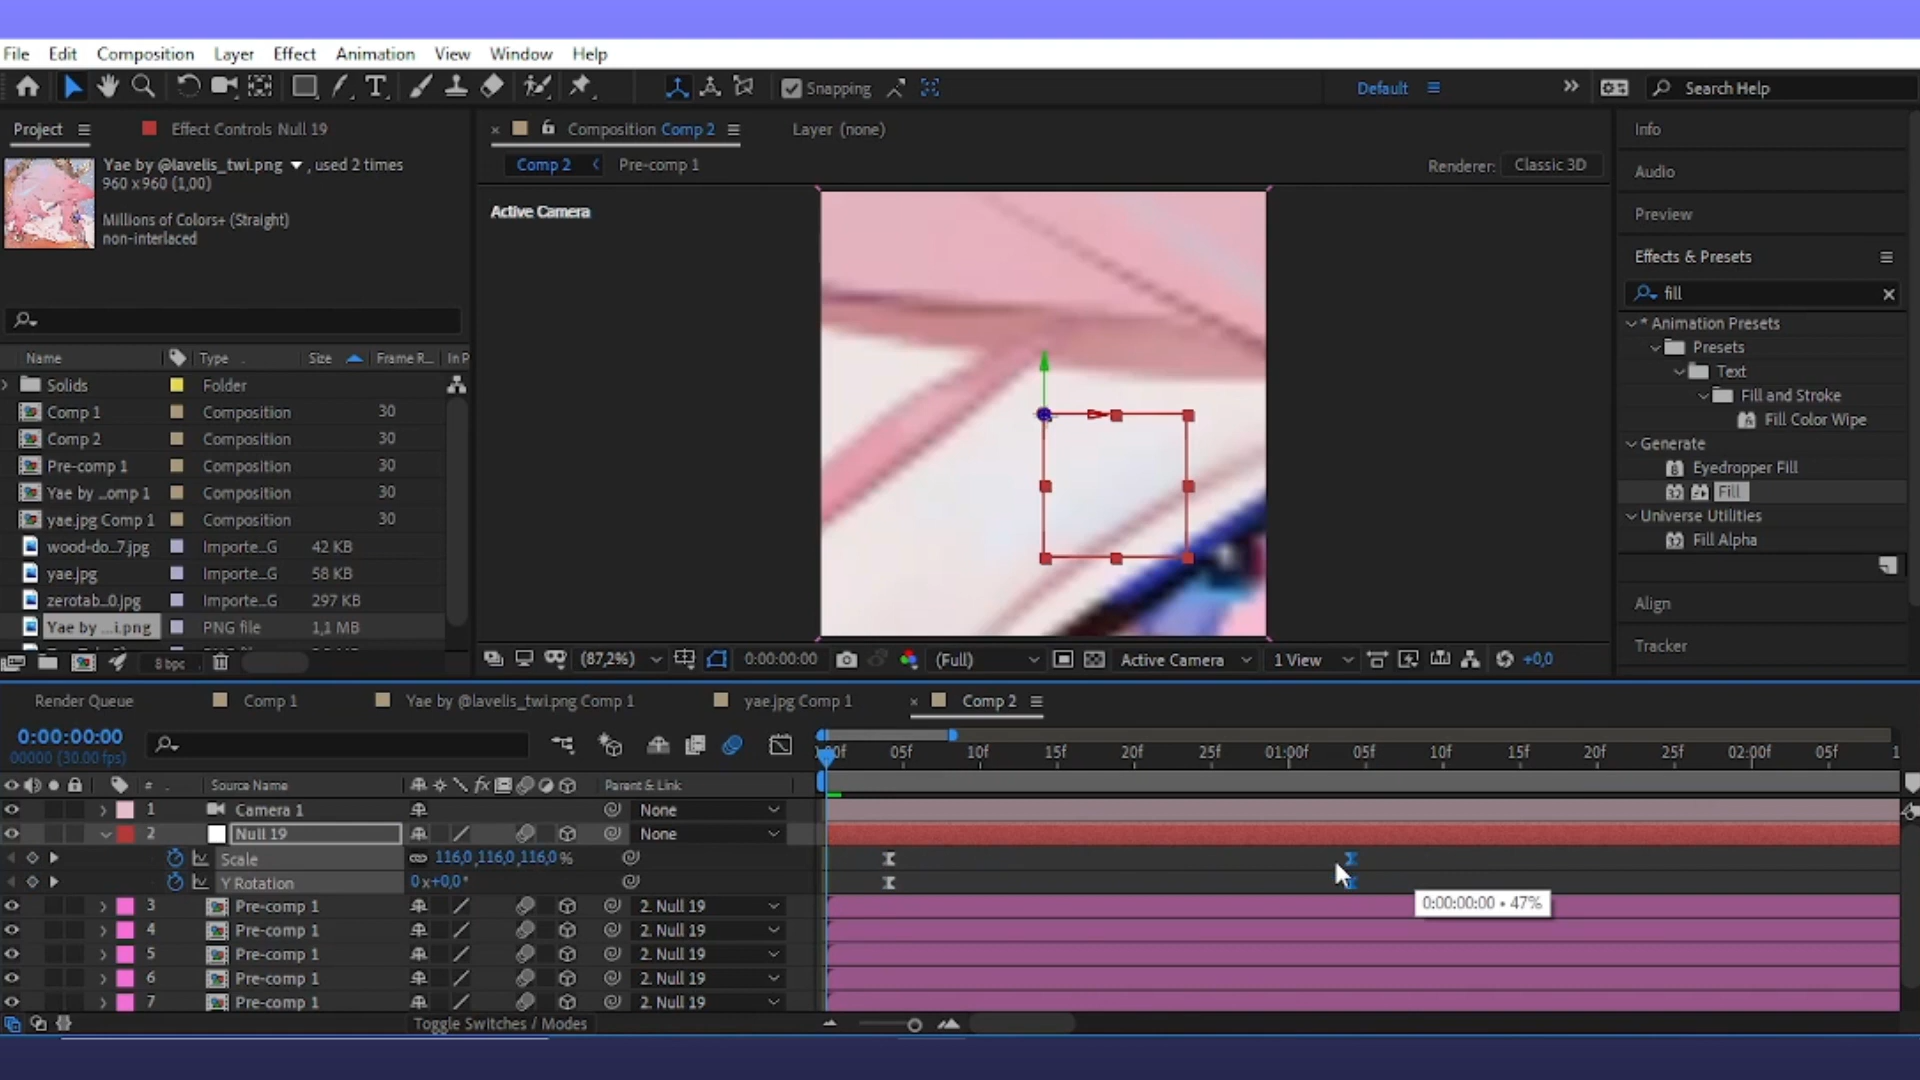 File Edit Composition Layer Effect Animation View Window Help
Snapping Default Search Help
Project Effect Controls Null 19
Yae by @lavelis_twi.png , used 2 times
960 x 960 (1,00)
Millions of Colors+ (Straight)
non-interlaced
Name Type Size Frame R... In P
Solids Folder
Comp 1 Composition 30
Comp 2 Composition 30
Pre-comp 1 Composition 30
Yae by ...omp 1 Composition 30
yae.jpg Comp 1 Composition 30
wood-do...7.jpg Importe...G 42 KB
yae.jpg Importe...G 58 KB
zerotab...0.jpg Importe...G 297 KB
Yae by ...i.png PNG file 1,1 MB
8 bpc
Composition Comp 2 Layer (none)
Comp 2 Pre-comp 1 Renderer: Classic 3D
Active Camera
(87,2%) 0:00:00:00 (Full) Active Camera 1 View +0,0
Info
Audio
Preview
Effects & Presets
fill
* Animation Presets
Presets
Text
Fill and Stroke
Fill Color Wipe
Generate
Eyedropper Fill
Fill
Universe Utilities
Fill Alpha
Align
Tracker
Render Queue Comp 1 Yae by @lavelis_twi.png Comp 1 yae.jpg Comp 1 Comp 2
0:00:00:00
00000 (30.00 fps)
05f 10f 15f 20f 25f 01:00f 05f 10f 15f 20f 25f 02:00f 05f 1
# Source Name fx Parent & Link
1 Camera 1 None
2 Null 19 None
Scale 116,0,116,0,116,0 %
Y Rotation 0x+0,0°
3 Pre-comp 1 2. Null 19
4 Pre-comp 1 2. Null 19
5 Pre-comp 1 2. Null 19
6 Pre-comp 1 2. Null 19
7 Pre-comp 1 2. Null 19
0:00:00:00 • 47%
Toggle Switches / Modes